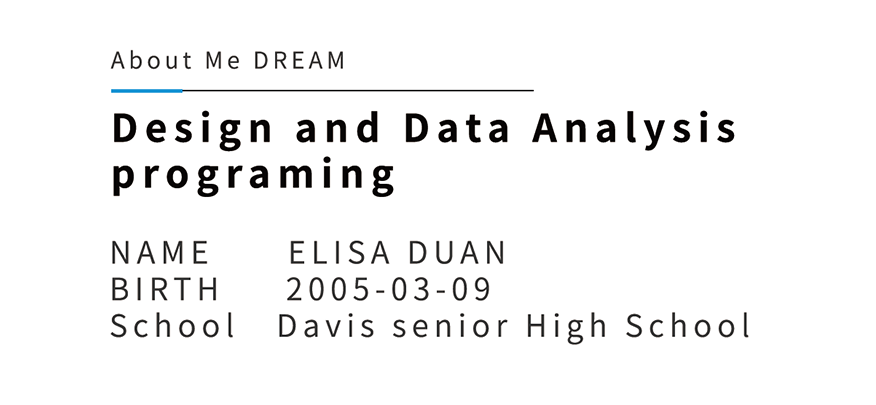 About Me DREAM
Design and Data Analysis
programing
NAME ELISA DUAN
BIRTH 2005-03-09
School Davis senior High School